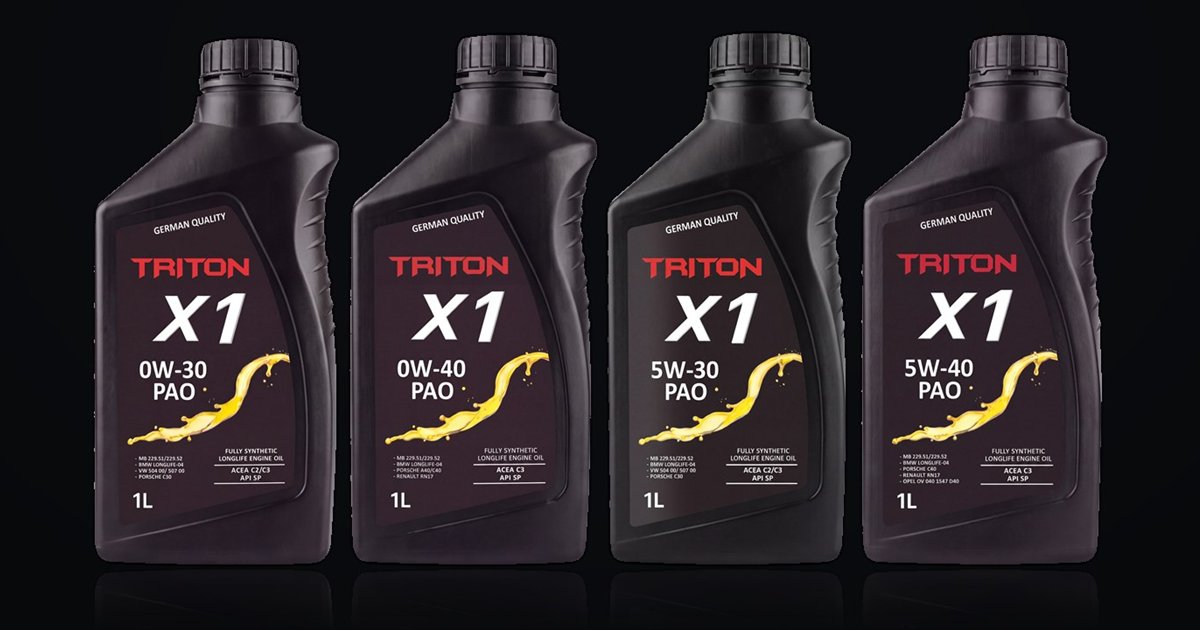 GERMAN QUALITY
TRITON
X1
0W-30
PAO
- MB 229.51/229.52
- BMW LONGLIFE-04
- VW 504 00/ 507 00
- PORSCHE C30
FULLY SYNTHETIC
LONGLIFE ENGINE OIL
ACEA C2/C3
API SP
1L
GERMAN QUALITY
TRITON
X1
0W-40
PAO
- MB 229.51/229.52
- BMW LONGLIFE-04
- PORSCHE A40/C40
- RENAULT RN17
FULLY SYNTHETIC
LONGLIFE ENGINE OIL
ACEA C3
API SP
1L
GERMAN QUALITY
TRITON
X1
5W-30
PAO
- MB 229.51/229.52
- BMW LONGLIFE-04
- VW 504 00/ 507 00
- PORSCHE C30
FULLY SYNTHETIC
LONGLIFE ENGINE OIL
ACEA C2/C3
API SP
1L
GERMAN QUALITY
TRITON
X1
5W-40
PAO
- MB 229.51/229.52
- BMW LONGLIFE-04
- PORSCHE C40
- RENAULT RN17
- OPEL OV 040 1547 D40
FULLY SYNTHETIC
LONGLIFE ENGINE OIL
ACEA C3
API SP
1L